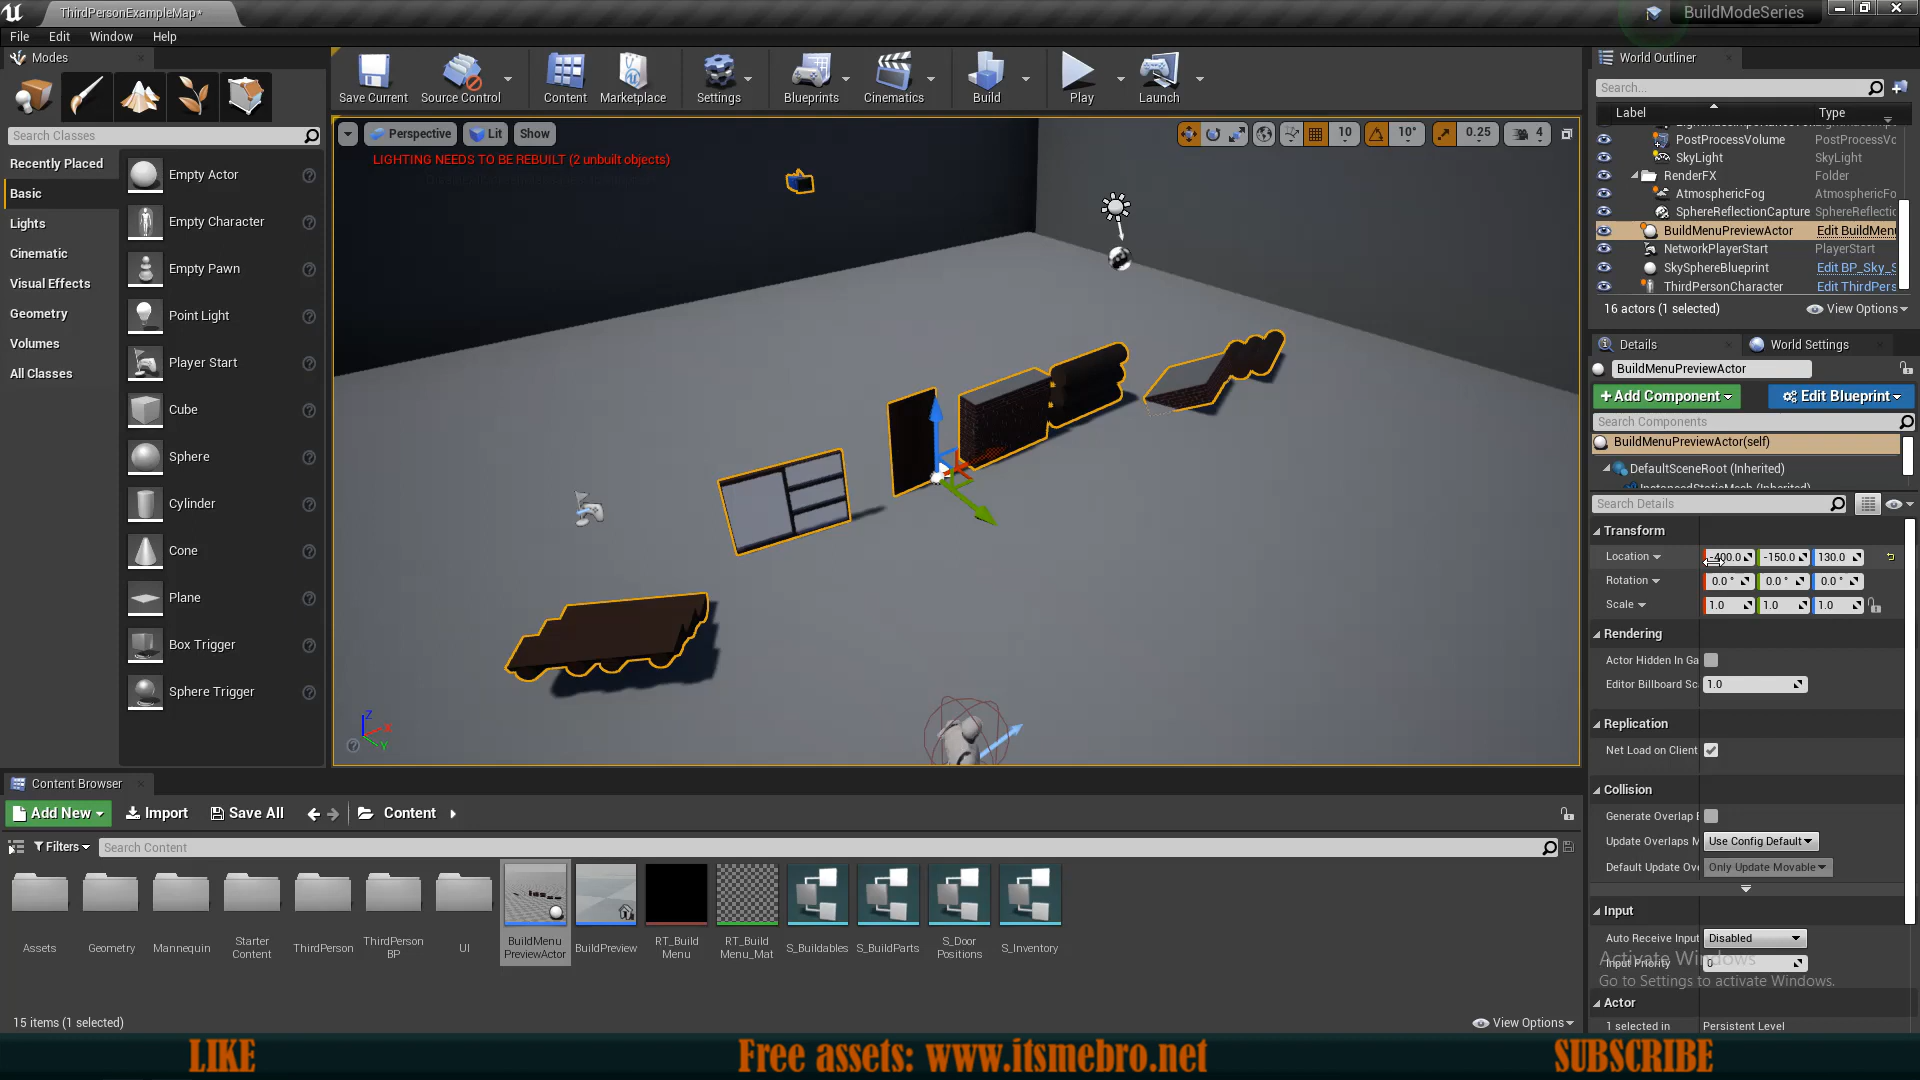 ThirdPersonExampleMap*
BuildModeSeries
File Edit Window Help
Modes
Search Classes
Recently Placed
Basic
Lights
Cinematic
Visual Effects
Geometry
Volumes
All Classes
Empty Actor
Empty Character
Empty Pawn
Point Light
Player Start
Cube
Sphere
Cylinder
Cone
Plane
Box Trigger
Sphere Trigger
Save Current Source Control Content Marketplace Settings Blueprints Cinematics Build Play Launch
Perspective Lit Show
10 10° 0.25 4
LIGHTING NEEDS TO BE REBUILT (2 unbuilt objects)
Z X Y
World Outliner
Search...
Label Type
PostProcessVolume PostProcessVo
SkyLight SkyLight
RenderFX Folder
AtmosphericFog AtmosphericFo
SphereReflectionCapture SphereReflectic
BuildMenuPreviewActor Edit BuildMenu
NetworkPlayerStart PlayerStart
SkySphereBlueprint Edit BP_Sky_S
ThirdPersonCharacter Edit ThirdPers
16 actors (1 selected) View Options
Details World Settings
BuildMenuPreviewActor
+Add Component Edit Blueprint
Search Components
BuildMenuPreviewActor(self)
DefaultSceneRoot (Inherited)
InstancedStaticMesh (Inherited)
Search Details
Transform
Location -400.0 -150.0 130.0
Rotation 0.0 ° 0.0 ° 0.0 °
Scale 1.0 1.0 1.0
Rendering
Actor Hidden In Ga
Editor Billboard Sc 1.0
Replication
Net Load on Client
Collision
Generate Overlap E
Update Overlaps M Use Config Default
Default Update Ov Only Update Movable
Input
Auto Receive Input Disabled
Input Priority 0
Activate Windows
Go to Settings to activate Windows.
Actor
1 selected in Persistent Level
Content Browser
Add New Import Save All Content
Filters Search Content
Assets
Geometry
Mannequin
Starter
Content
ThirdPerson
ThirdPerson
BP
UI
BuildMenu
PreviewActor
BuildPreview
RT_Build
Menu
RT_Build
Menu_Mat
S_Buildables
S_BuildParts
S_Door
Positions
S_Inventory
15 items (1 selected) View Options
LIKE Free assets: www.itsmebro.net SUBSCRIBE